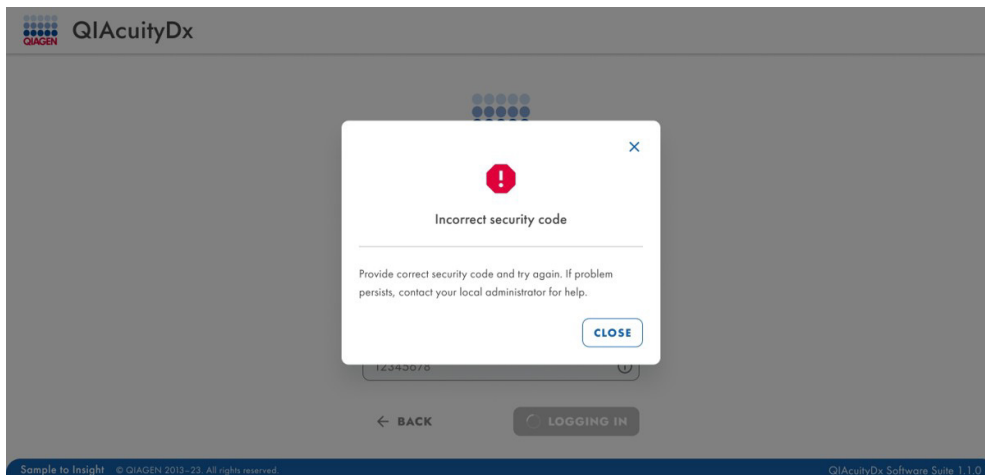 QIAGEN
QIAcuityDx
Incorrect security code
Provide correct security code and try again. If problem
persists, contact your local administrator for help.
CLOSE
12345678
← BACK
LOGGING IN
Sample to Insight © QIAGEN 2013–23. All rights reserved.
QIAcuityDx Software Suite 1.1.0